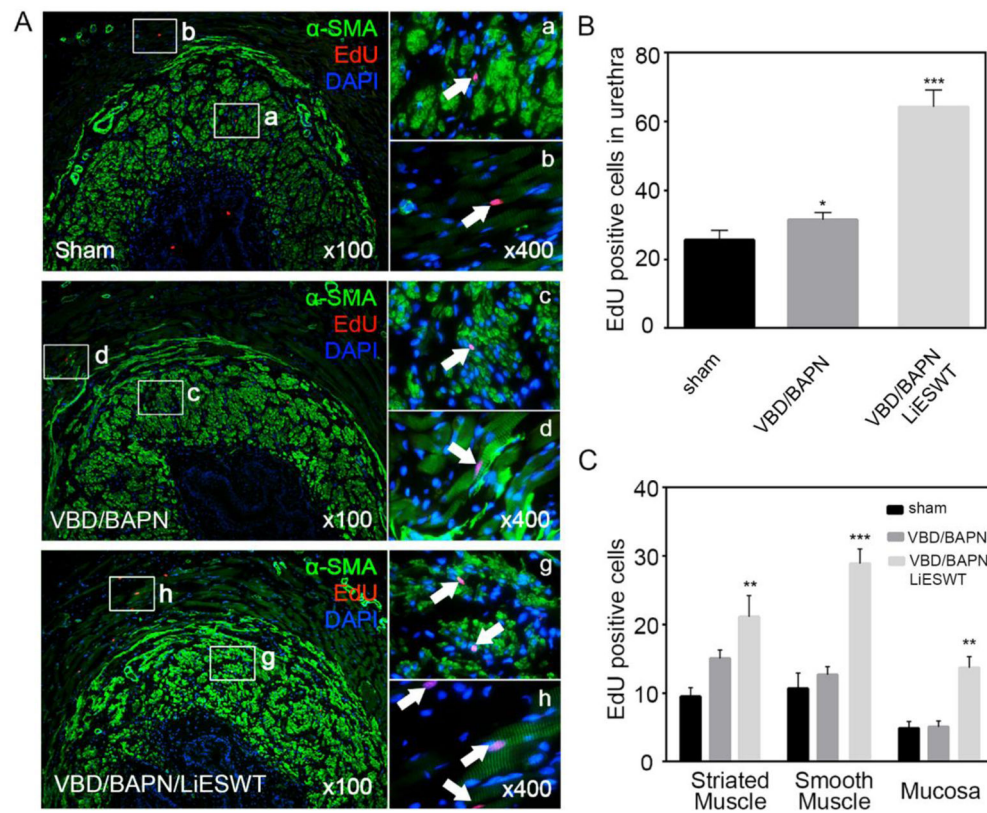 A
α-SMA
EdU
DAPI
b
a
Sham
x100
a
b
x400
α-SMA
EdU
DAPI
d
c
VBD/BAPN
x100
c
d
x400
α-SMA
EdU
DAPI
h
g
VBD/BAPN/LiESWT
x100
g
h
x400
B
EdU positive cells in urethra
80
60
40
20
0
*
***
sham
VBD/BAPN
VBD/BAPN
LiESWT
C
EdU positive cells
40
30
20
10
0
**
***
**
sham
VBD/BAPN
VBD/BAPN
LiESWT
Striated
Muscle
Smooth
Muscle
Mucosa